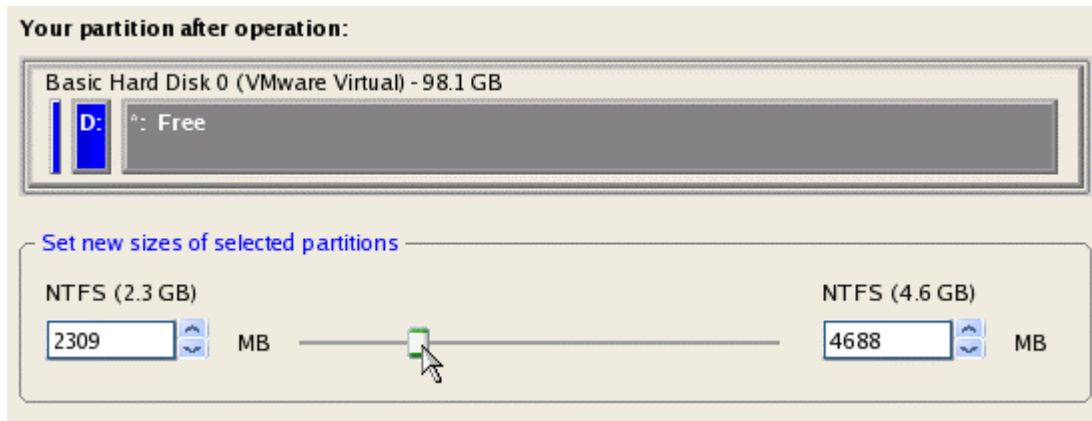 Your partition after operation:
Basic Hard Disk 0 (VMware Virtual) - 98.1 GB
D:
*: Free
Set new sizes of selected partitions
NTFS (2.3 GB)
NTFS (4.6 GB)
2309 MB
4688 MB